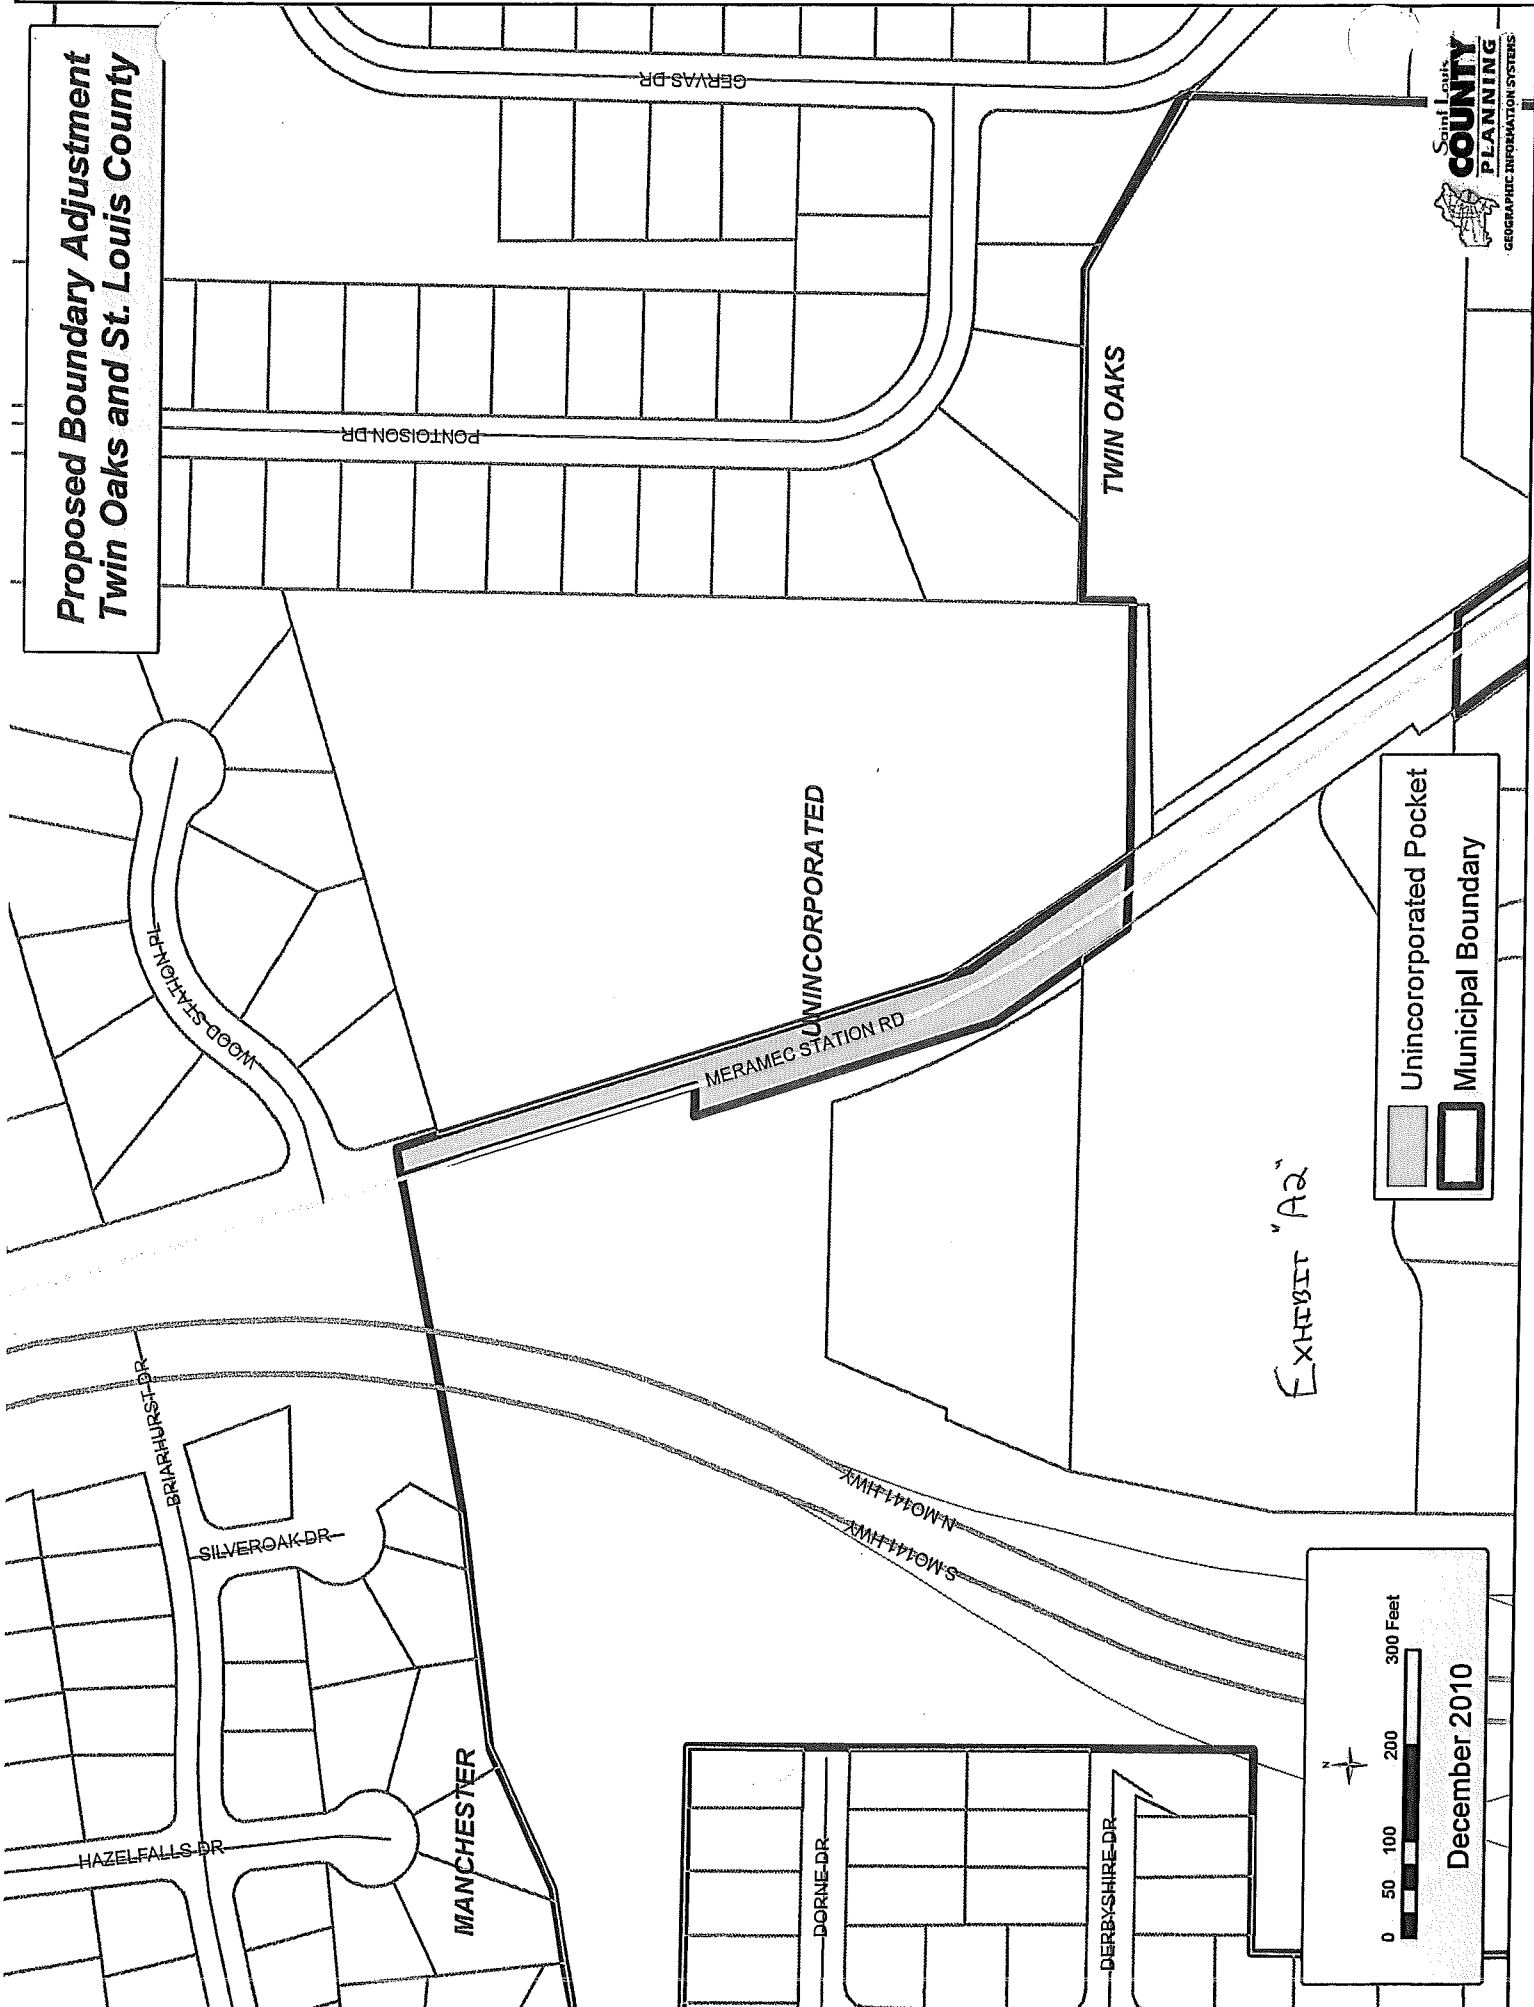 Proposed Boundary Adjustment
Twin Oaks and St. Louis County
GERVAS DR
PONTOISON DR
WOOD STATION PL
BRIARHURST DR
SILVEROAK DR
HAZELFALLS DR
MANCHESTER
UNINCORPORATED
MERAMEC STATION RD
TWIN OAKS
N MO141 HWY
S MO141 HWY
DORNE DR
DERBYSHIRE DR
EXHIBIT "A2"
Unincororporated Pocket
Municipal Boundary
N
0 50 100 200 300 Feet
December 2010
Saint Louis
COUNTY
PLANNING
GEOGRAPHIC INFORMATION SYSTEMS